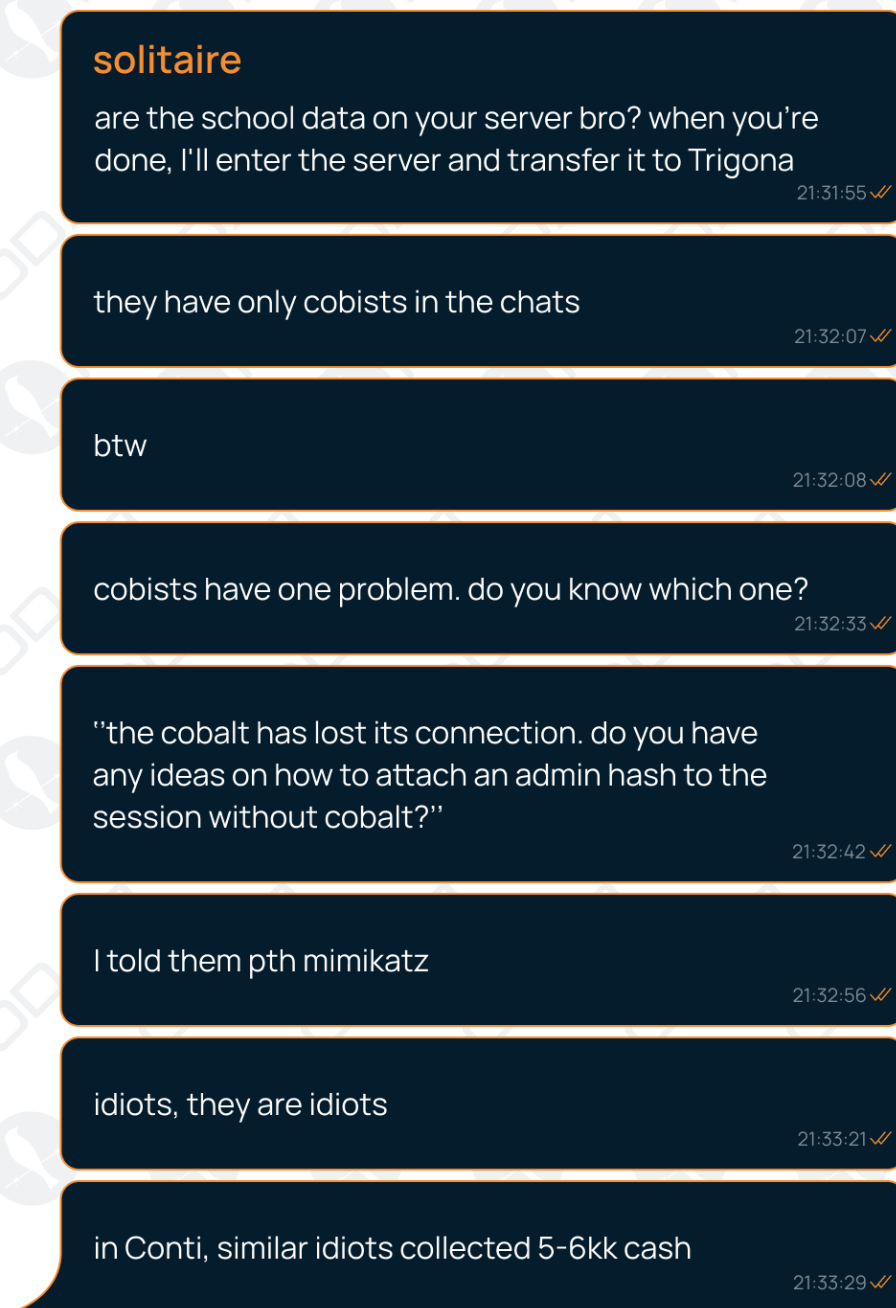 solitaire
are the school data on your server bro? when you’re
done, I'll enter the server and transfer it to Trigona
21:31:55
they have only cobists in the chats
21:32:07
btw
21:32:08
cobists have one problem. do you know which one?
21:32:33
‘’the cobalt has lost its connection. do you have
any ideas on how to attach an admin hash to the
session without cobalt?’’
21:32:42
I told them pth mimikatz
21:32:56
idiots, they are idiots
21:33:21
in Conti, similar idiots collected 5-6kk cash
21:33:29